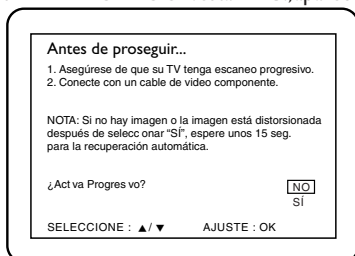 Antes de proseguir...
1. Asegúrese de que su TV tenga escaneo progresivo.
2. Conecte con un cable de video componente.
NOTA: Si no hay imagen o la imagen está distorsionada
después de selecc onar “SÍ”, espere unos 15 seg.
para la recuperación automática.
¿Act va Progres vo?
NO
SÍ
SELECCIONE : ▲/ ▼ AJUSTE : OK